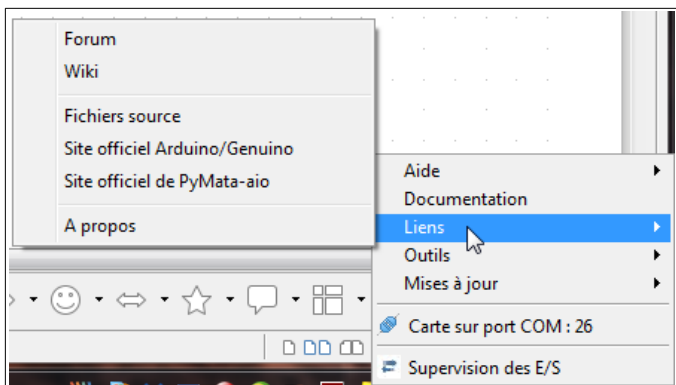 Forum
Wiki
Fichiers source
Site officiel Arduino/Genuino
Site officiel de PyMata-aio
A propos
Aide
Documentation
Liens
Outils
Mises à jour
Carte sur port COM : 26
Supervision des E/S